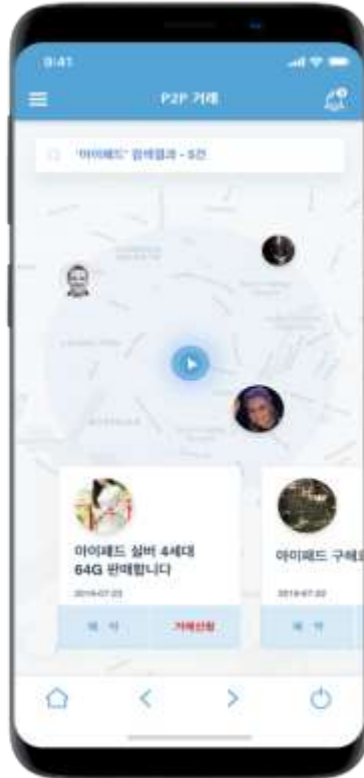 9:41
P2P 거래
'아이패드' 검색결과 - 5건
아이패드 실버 4세대
64G 판매합니다
2019-07-23
예 약 거래신청
아이패드 구해요
2019-07-22
예 약